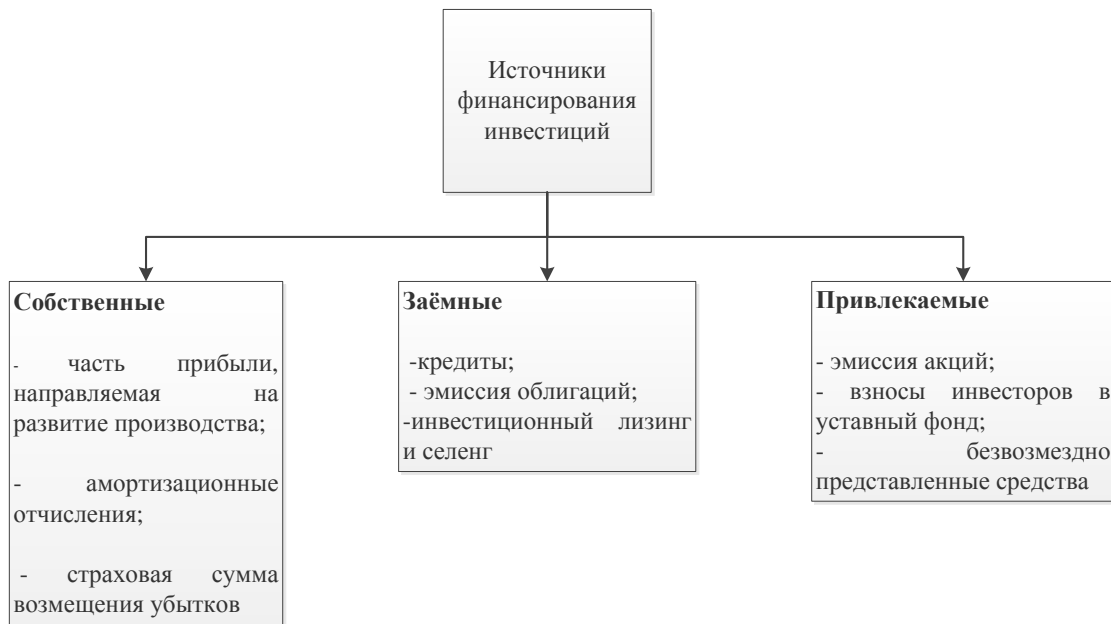 Источники
финансирования
инвестиций
Собственные
- часть прибыли,
направляемая на
развитие производства;
- амортизационные
отчисления;
- страховая сумма
возмещения убытков
Заёмные
-кредиты;
- эмиссия облигаций;
-инвестиционный лизинг
и селенг
Привлекаемые
- эмиссия акций;
- взносы инвесторов в
уставный фонд;
- безвозмездно
представленные средства